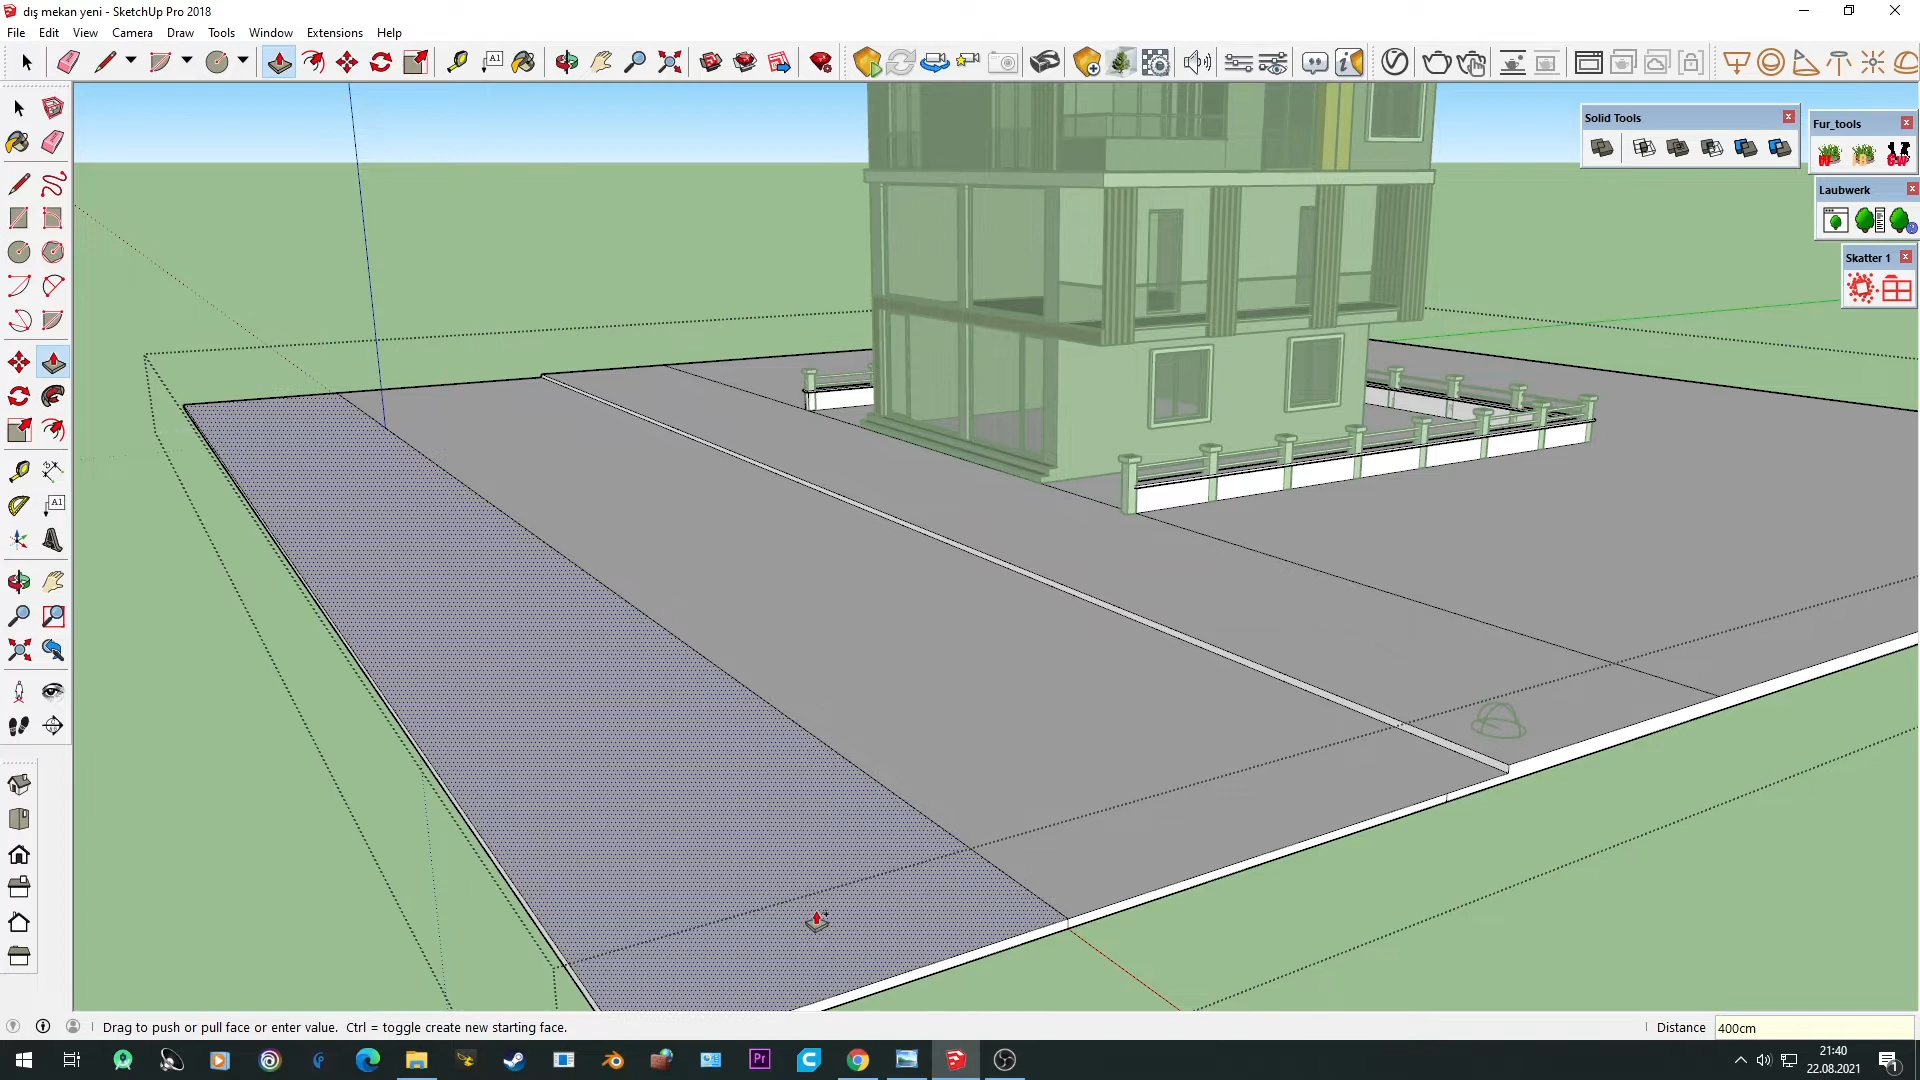 dış mekan yeni - SketchUp Pro 2018
File Edit View Camera Draw Tools Window Extensions Help
Solid Tools
Fur_tools
Laubwerk
Skatter 1
Drag to push or pull face or enter value. Ctrl = toggle create new starting face.
Distance 400cm
21:40
22.08.2021